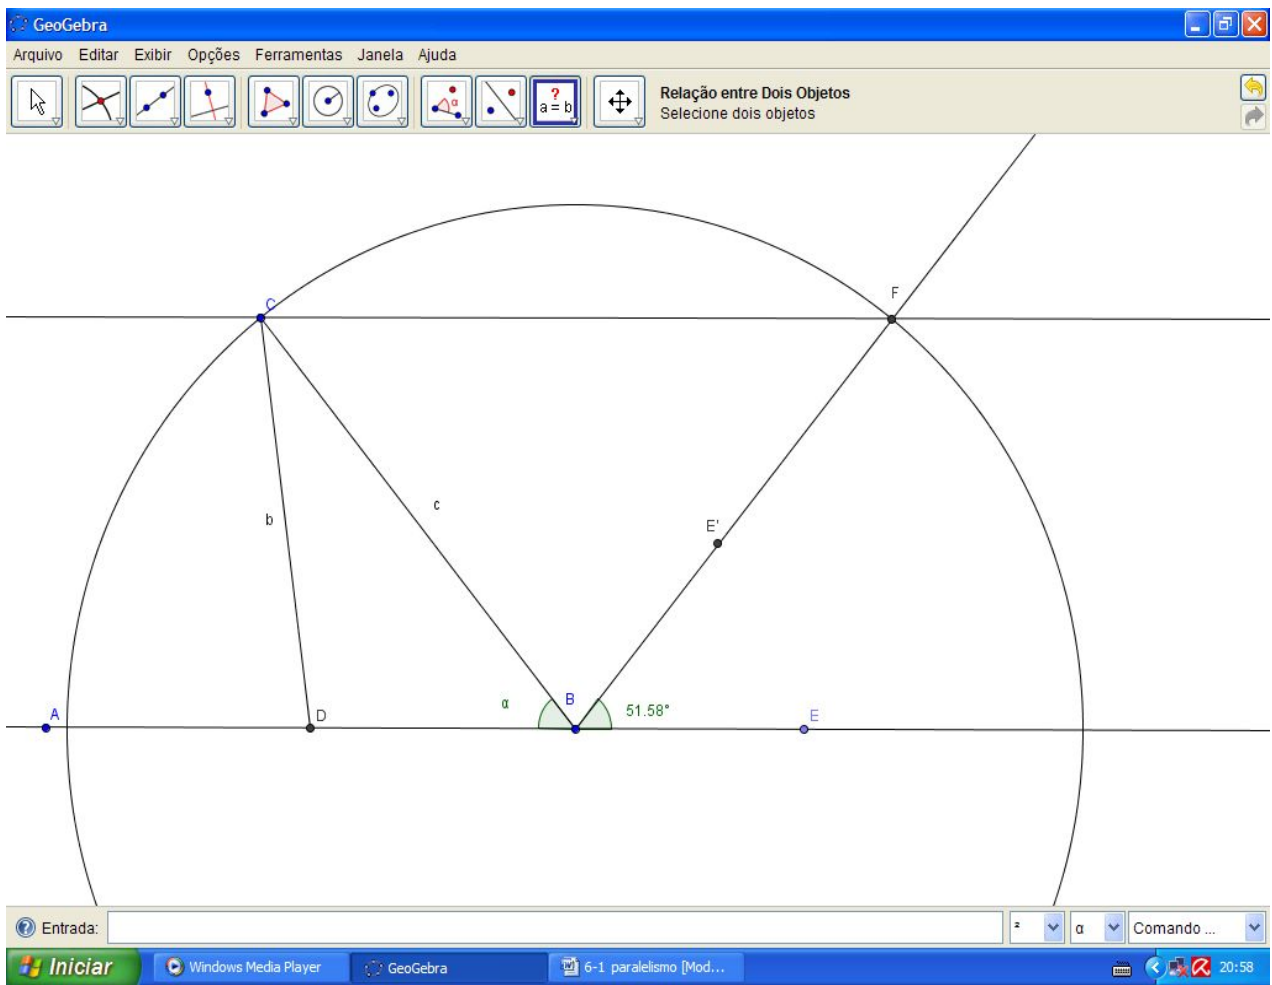 GeoGebra
Arquivo Editar Exibir Opções Ferramentas Janela Ajuda
? a = b
Relação entre Dois Objetos
Selecione dois objetos
F
C
c
b
E'
α
B
51.58°
A
D
E
Entrada:
²
α
Comando ...
Iniciar
Windows Media Player
GeoGebra
6-1 paralelismo [Mod...
20:58